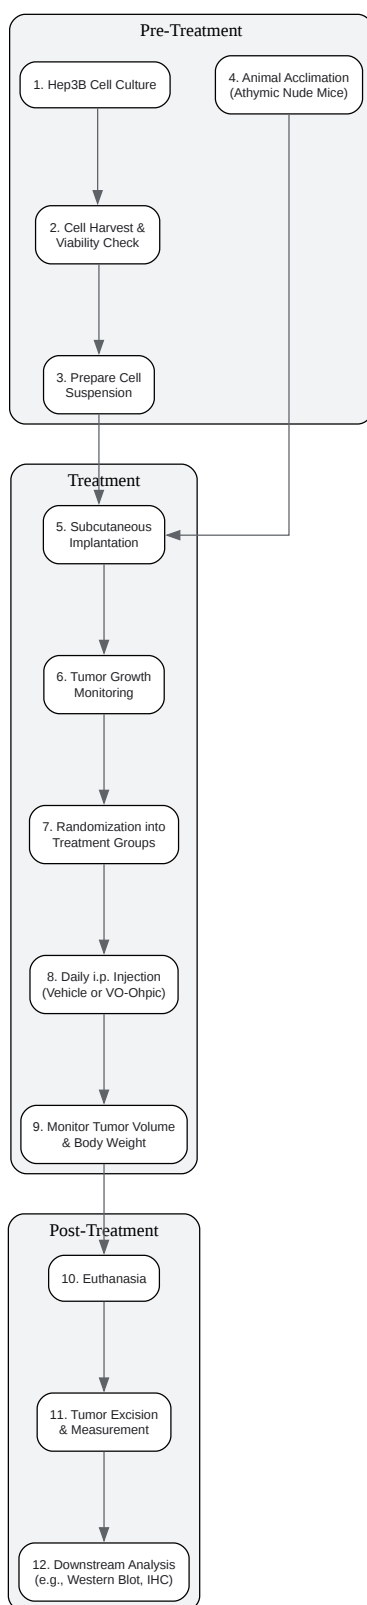 Pre-Treatment
1. Hep3B Cell Culture
4. Animal Acclimation
(Athymic Nude Mice)
2. Cell Harvest &
Viability Check
3. Prepare Cell
Suspension
Treatment
5. Subcutaneous
Implantation
6. Tumor Growth
Monitoring
7. Randomization into
Treatment Groups
8. Daily i.p. Injection
(Vehicle or VO-Ohpic)
9. Monitor Tumor Volume
& Body Weight
Post-Treatment
10. Euthanasia
11. Tumor Excision
& Measurement
12. Downstream Analysis
(e.g., Western Blot, IHC)